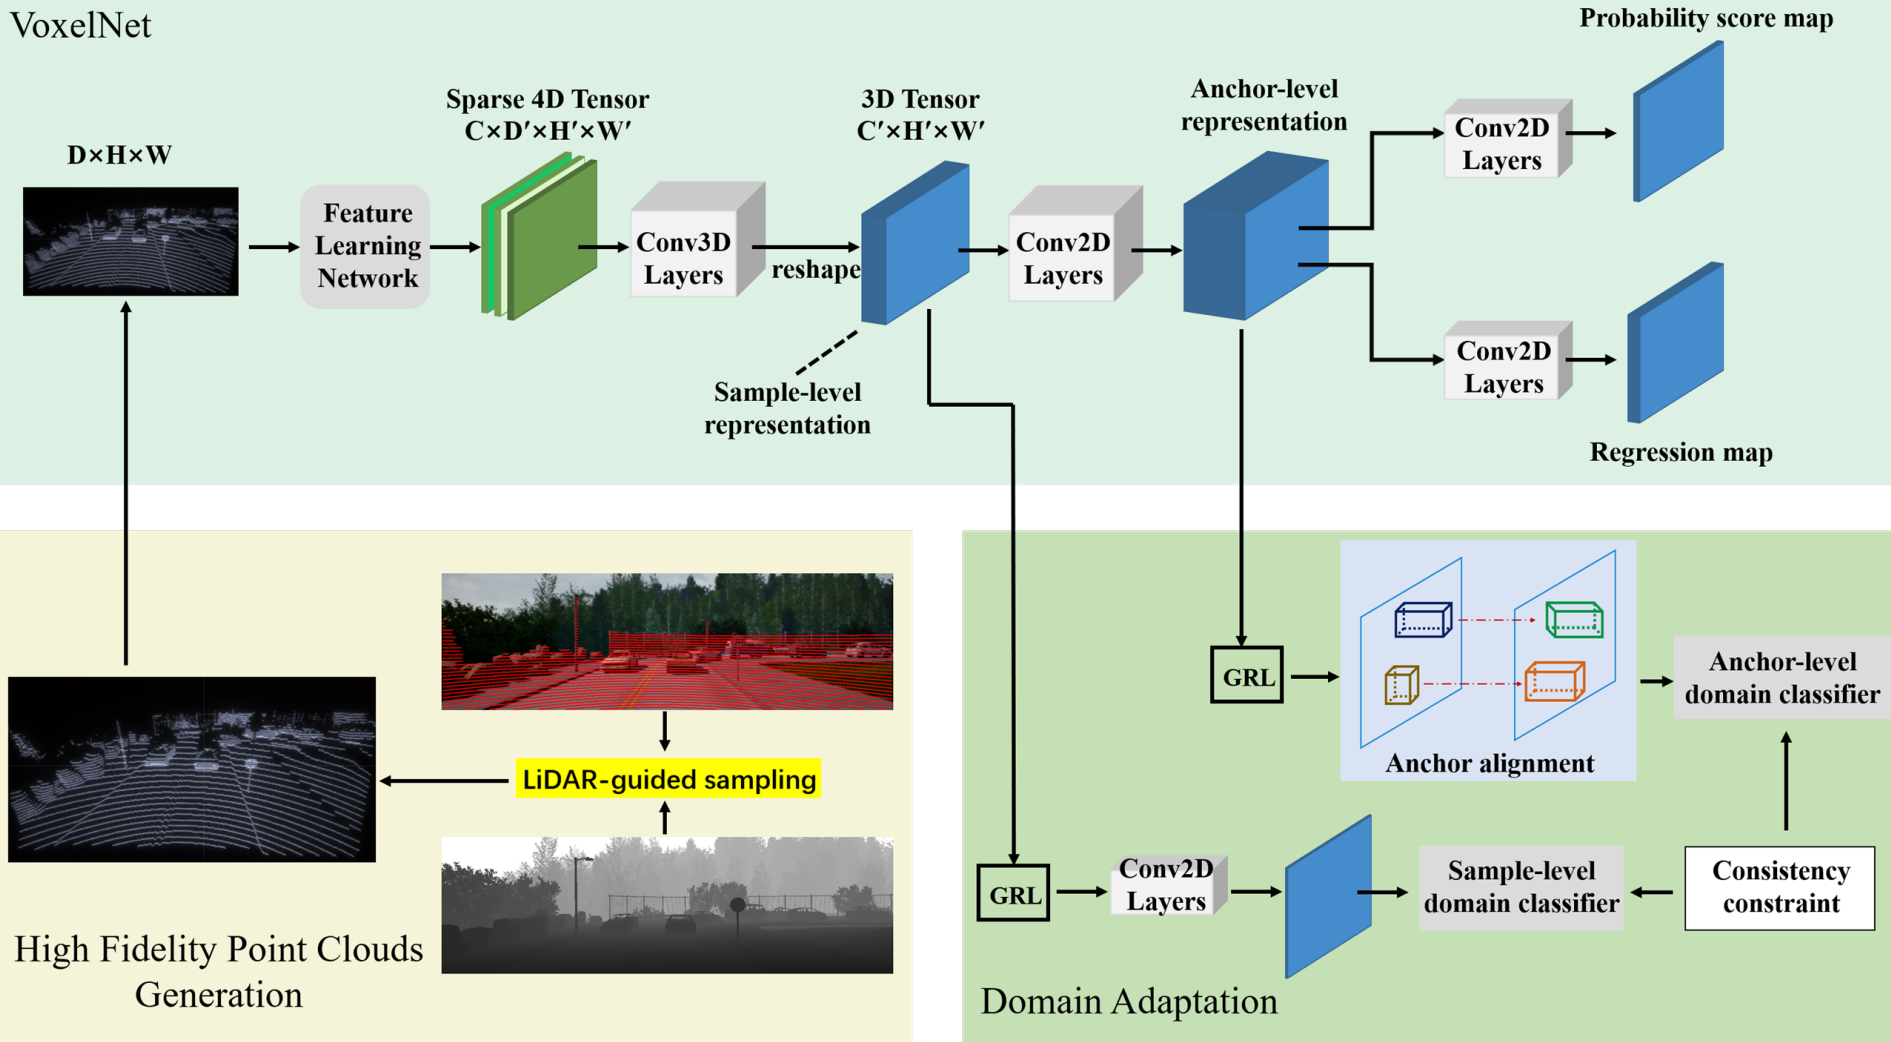 VoxelNet
Probability score map
D×H×W
Feature
Learning
Network
Sparse 4D Tensor
C×D′×H′×W′
Conv3D
Layers
reshape
3D Tensor
C′×H′×W′
Sample-level
representation
Conv2D
Layers
Anchor-level
representation
Conv2D
Layers
Conv2D
Layers
Regression map
LiDAR-guided sampling
High Fidelity Point Clouds
Generation
GRL
Anchor alignment
Anchor-level
domain classifier
GRL
Conv2D
Layers
Sample-level
domain classifier
Consistency
constraint
Domain Adaptation